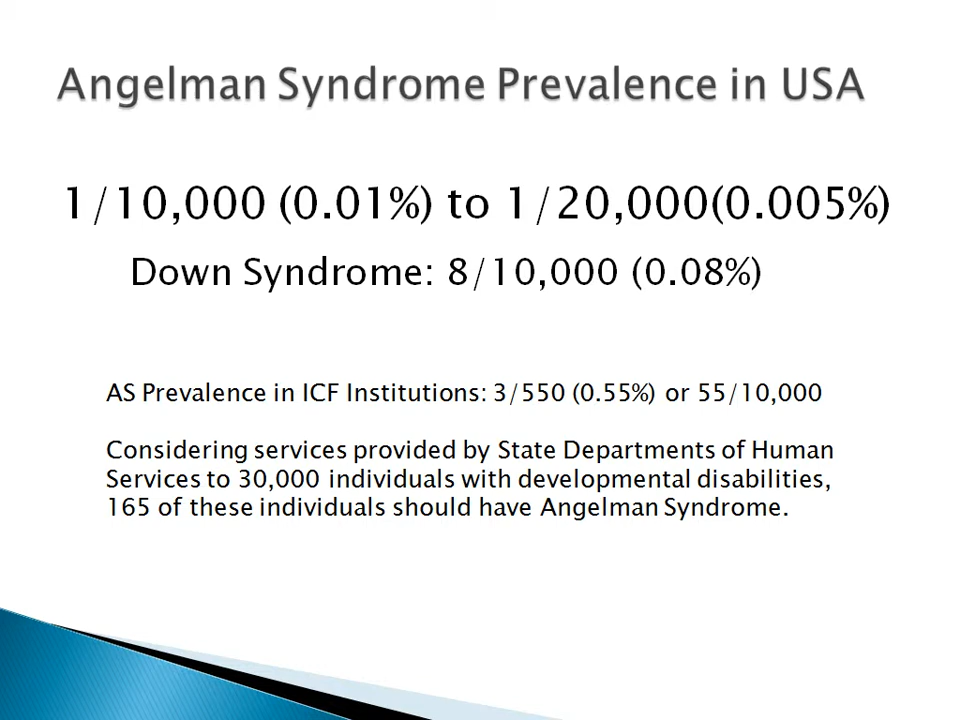 Angelman Syndrome Prevalence in USA
1/10,000 (0.01%) to 1/20,000(0.005%)
Down Syndrome: 8/10,000 (0.08%)
AS Prevalence in ICF Institutions: 3/550 (0.55%) or 55/10,000
Considering services provided by State Departments of Human
Services to 30,000 individuals with developmental disabilities,
165 of these individuals should have Angelman Syndrome.